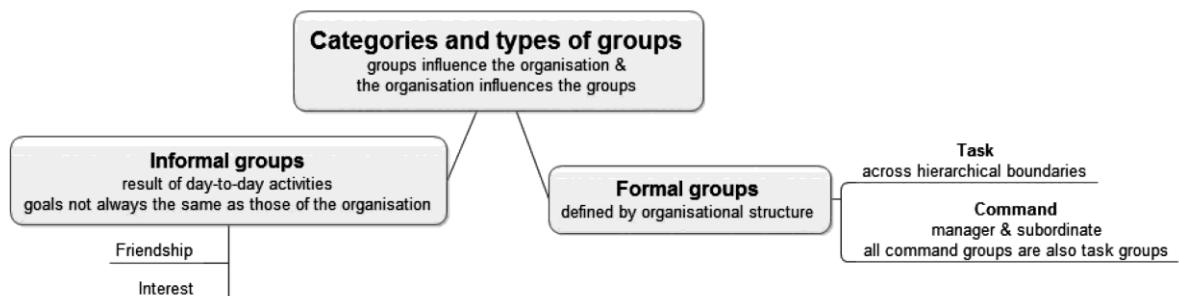 Categories and types of groups
groups influence the organisation &
the organisation influences the groups
Informal groups
result of day-to-day activities
goals not always the same as those of the organisation
Friendship
Interest
Formal groups
defined by organisational structure
Task
across hierarchical boundaries
Command
manager & subordinate
all command groups are also task groups